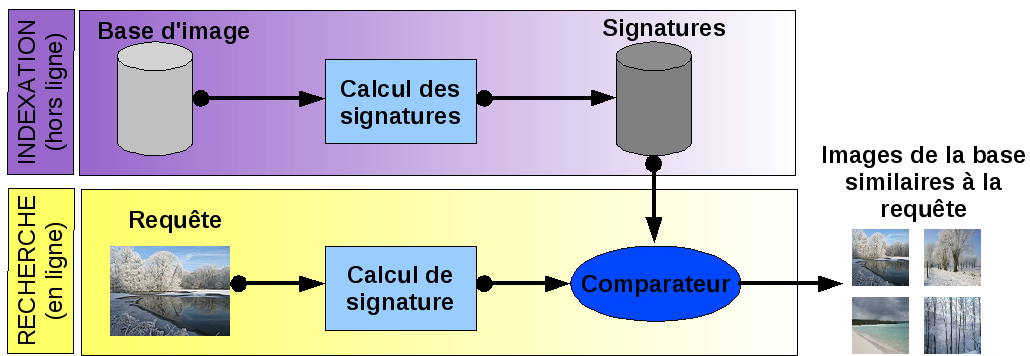 INDEXATION
(hors ligne)
Base d'image
Calcul des
signatures
Signatures
RECHERCHE
(en ligne)
Requête
Calcul de
signature
Comparateur
Images de la base
similaires à la
requête